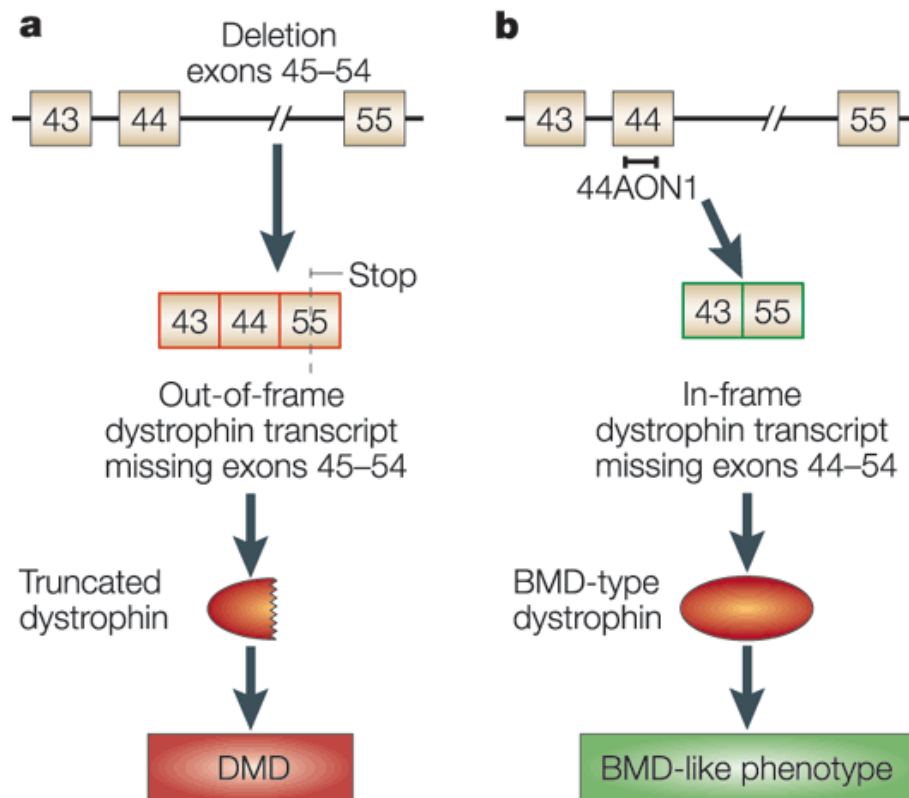 a
Deletion
exons 45–54
43 44 55
Stop
43 44 55
Out-of-frame
dystrophin transcript
missing exons 45–54
Truncated
dystrophin
DMD
b
43 44 55
44AON1
43 55
In-frame
dystrophin transcript
missing exons 44–54
BMD-type
dystrophin
BMD-like phenotype